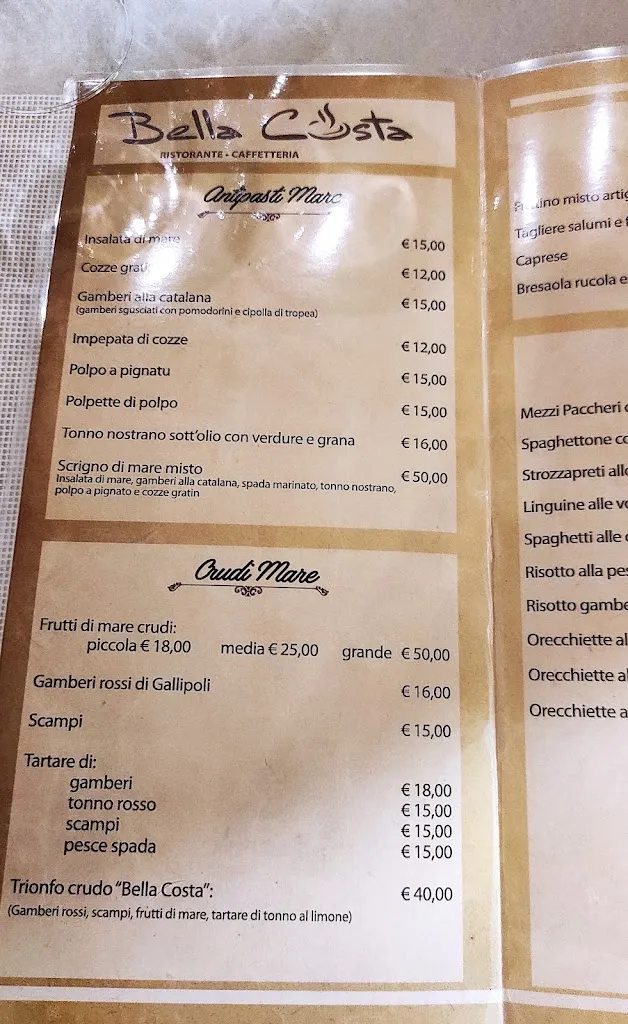 Bella Costa
RISTORANTE • CAFFETTERIA
Antipasti Mare
Insalata di mare € 15,00
Cozze grati € 12,00
Gamberi alla catalana € 15,00
(gamberi sgusciati con pomodorini e cipolla di tropea)
Impepata di cozze € 12,00
Polpo a pignatu € 15,00
Polpette di polpo € 15,00
Tonno nostrano sott'olio con verdure e grana € 16,00
Scrigno di mare misto € 50,00
Insalata di mare, gamberi alla catalana, spada marinato, tonno nostrano,
polpo a pignato e cozze gratin
Crudi Mare
Frutti di mare crudi:
piccola € 18,00 media € 25,00 grande € 50,00
Gamberi rossi di Gallipoli € 16,00
Scampi € 15,00
Tartare di:
gamberi € 18,00
tonno rosso € 15,00
scampi € 15,00
pesce spada € 15,00
Trionfo crudo "Bella Costa": € 40,00
(Gamberi rossi, scampi, frutti di mare, tartare di tonno al limone)
misto artig
Tagliere salumi e f
Caprese
Bresaola rucola e
Mezzi Paccheri
Spaghettone co
Strozzapreti allo
Linguine alle vo
Spaghetti alle
Risotto alla pes
Risotto gambe
Orecchiette al
Orecchiette al
Orecchiette a